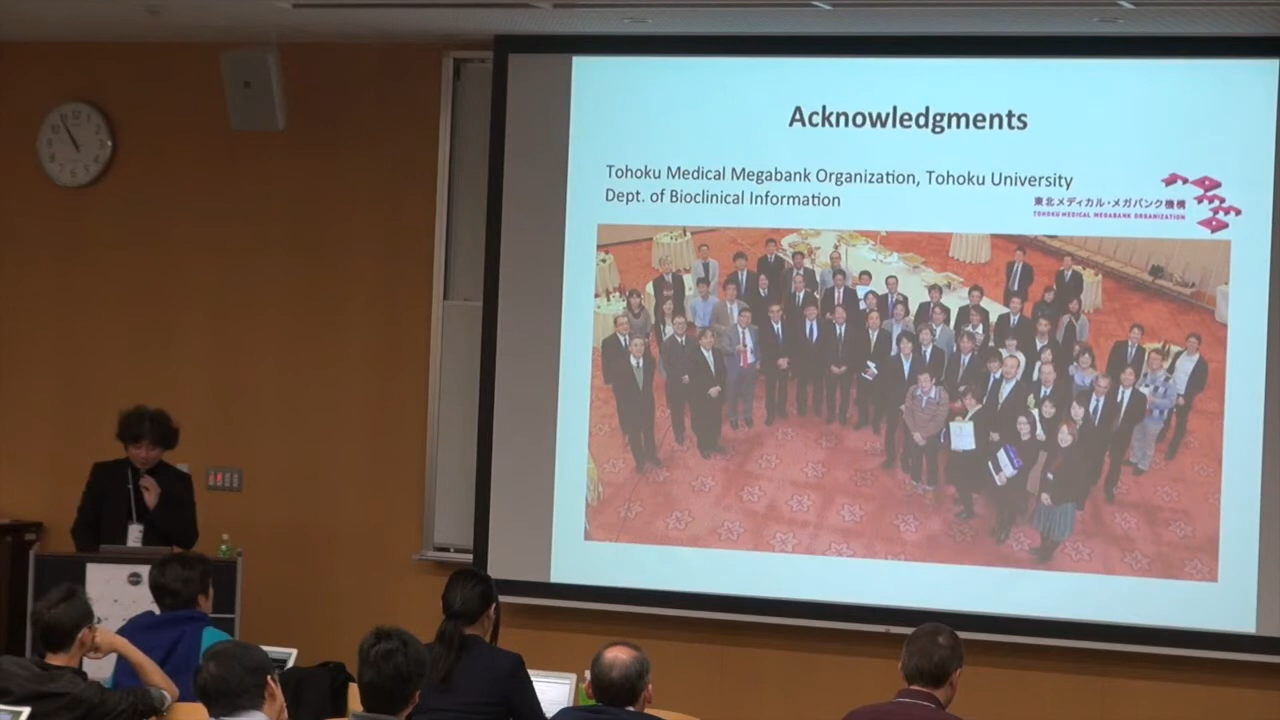 Acknowledgments
Tohoku Medical Megabank Organization, Tohoku University
Dept. of Bioclinical Information
東北メディカル・メガバンク機構
TOHOKU MEDICAL MEGABANK ORGANIZATION